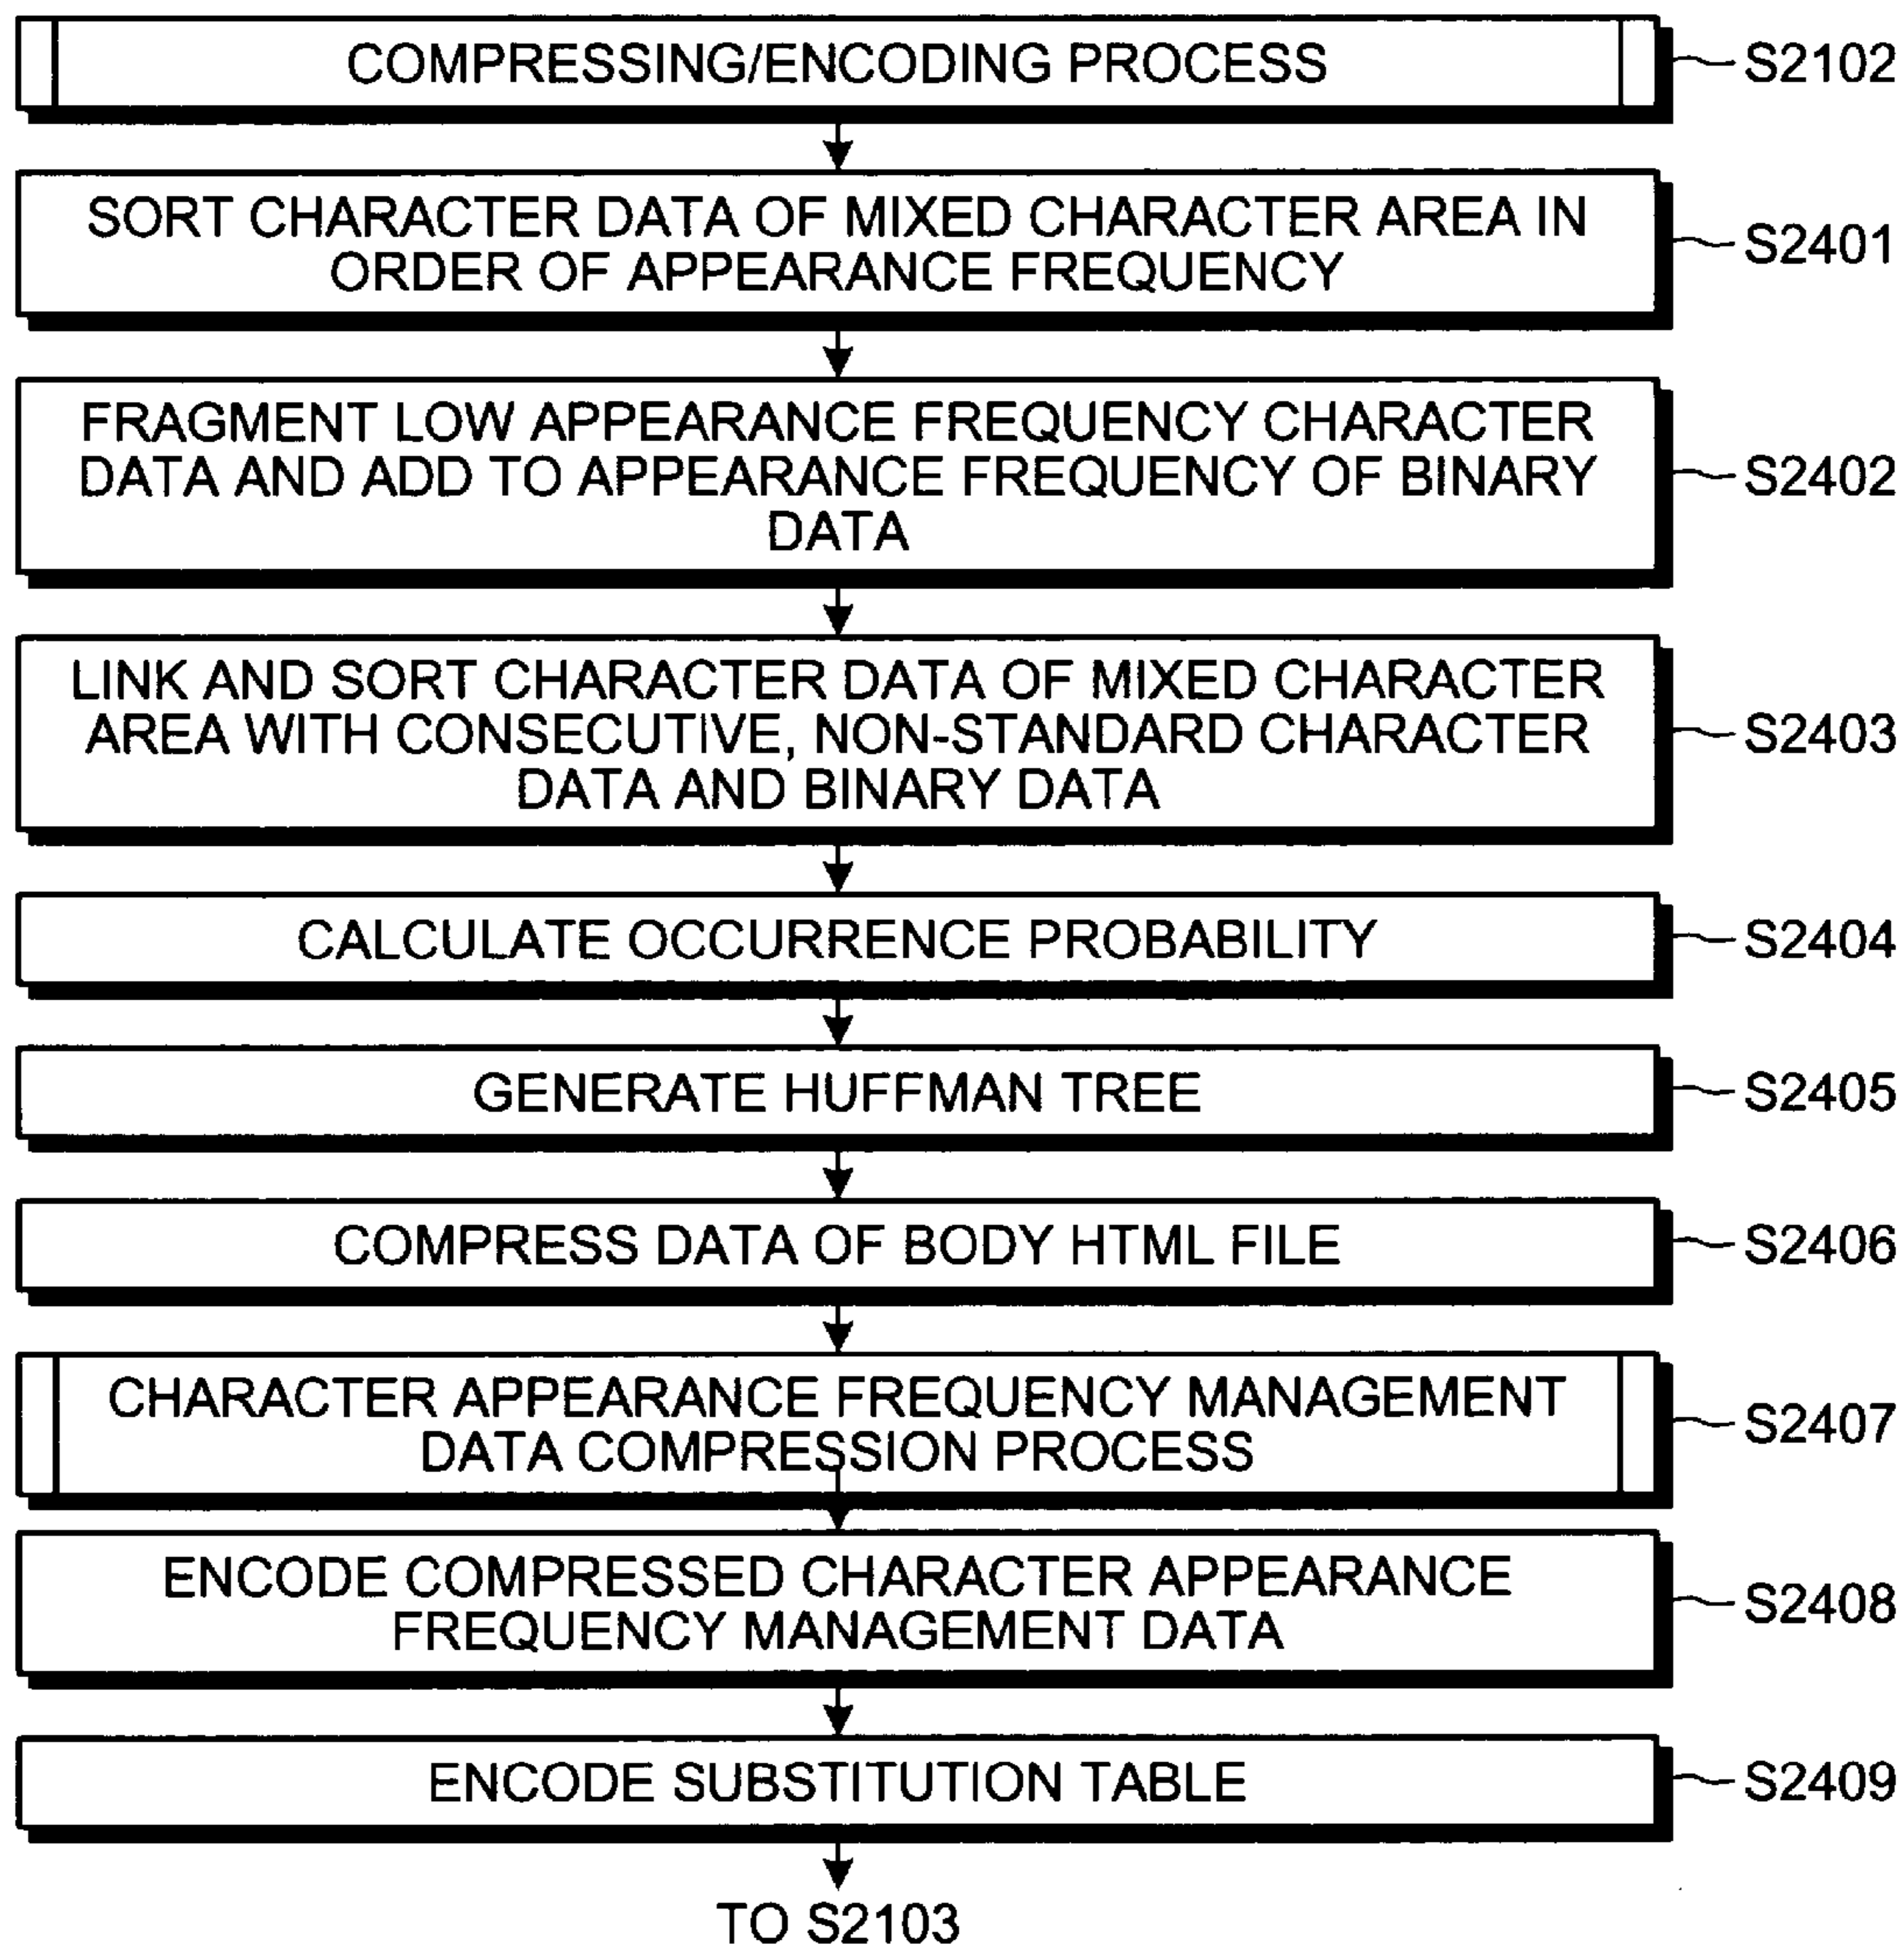 COMPRESSING/ENCODING PROCESS
S2102
SORT CHARACTER DATA OF MIXED CHARACTER AREA IN
ORDER OF APPEARANCE FREQUENCY
S2401
FRAGMENT LOW APPEARANCE FREQUENCY CHARACTER
DATA AND ADD TO APPEARANCE FREQUENCY OF BINARY
DATA
S2402
LINK AND SORT CHARACTER DATA OF MIXED CHARACTER
AREA WITH CONSECUTIVE, NON-STANDARD CHARACTER
DATA AND BINARY DATA
S2403
CALCULATE OCCURRENCE PROBABILITY
S2404
GENERATE HUFFMAN TREE
S2405
COMPRESS DATA OF BODY HTML FILE
S2406
CHARACTER APPEARANCE FREQUENCY MANAGEMENT
DATA COMPRESSION PROCESS
S2407
ENCODE COMPRESSED CHARACTER APPEARANCE
FREQUENCY MANAGEMENT DATA
S2408
ENCODE SUBSTITUTION TABLE
S2409
TO S2103